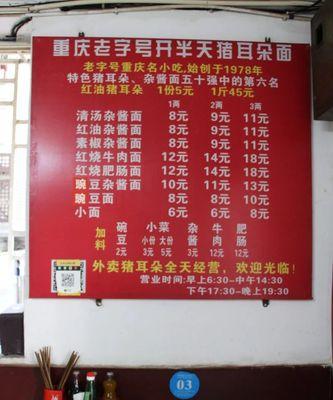 重庆老字号开半天猪耳朵面
老字号重庆名小吃,始创于1978年
特色猪耳朵、杂酱面五十强中的第六名
红油猪耳朵 1份5元 1斤45元
1两 2两 3两
清汤杂酱面 8元 9元 11元
红油杂酱面 8元 9元 11元
素椒杂酱面 8元 9元 11元
红烧牛肉面 12元 14元 18元
红烧肥肠面 12元 14元 18元
豌豆杂酱面 10元 11元 13元
豌豆面 8元 8元 10元
小面 6元 6元 8元
加料
碗豆 2元
小菜 小份 3元 大份 5元
杂酱 3元
牛肉 12元
肥肠 12元
外卖猪耳朵全天经营,欢迎光临!
营业时间:早上6:30-中午14:30
下午17:30-晚上19:30
03